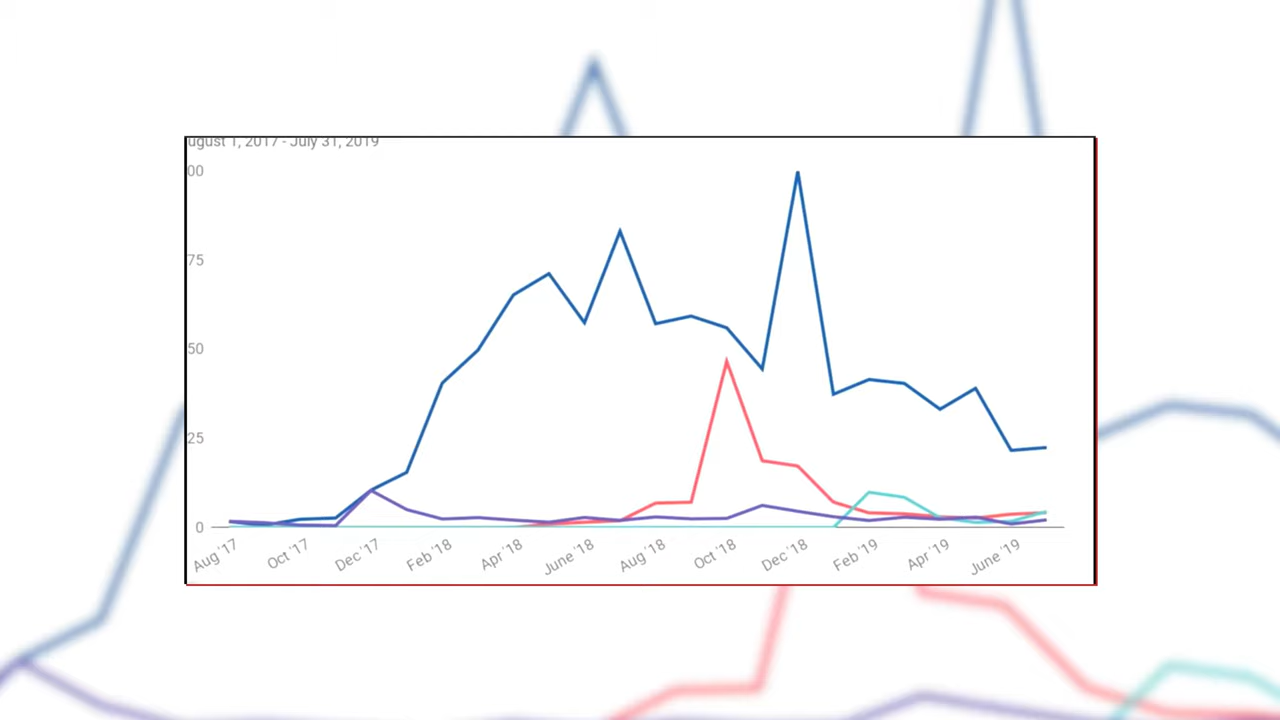 ugust 1, 2017 - July 31, 2019
00
75
50
25
0
Aug '17 Oct '17 Dec '17 Feb '18 Apr '18 June '18 Aug '18 Oct '18 Dec '18 Feb '19 Apr '19 June '19